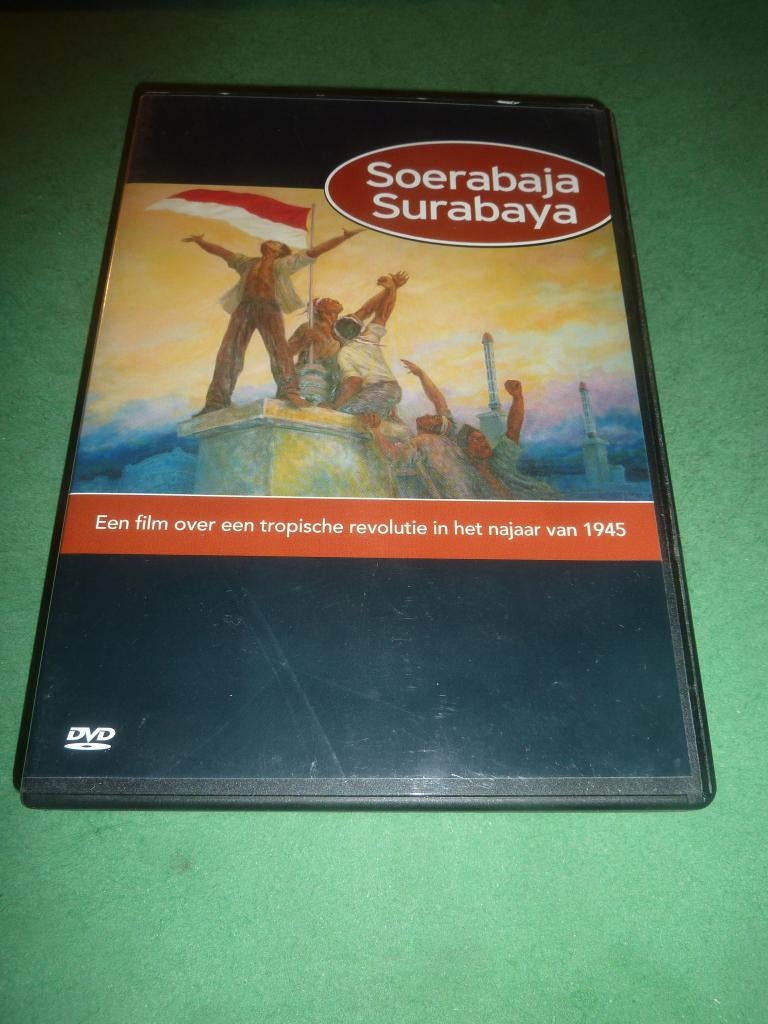 Soerabaja
Surabaya
Een film over een tropische revolutie in het najaar van 1945
DVD